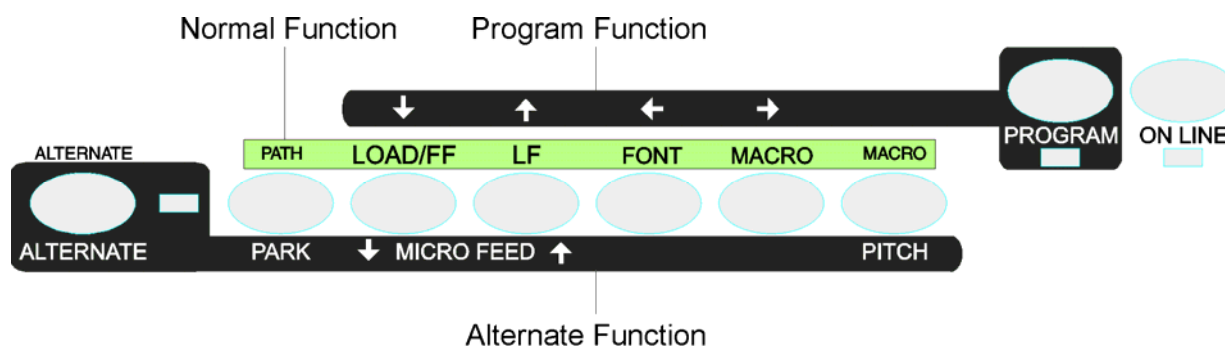 Normal Function Program Function
↓ ↑ ← →
PROGRAM ON LINE
ALTERNATE PATH LOAD/FF LF FONT MACRO MACRO
ALTERNATE PARK ↓ MICRO FEED ↑ PITCH
Alternate Function